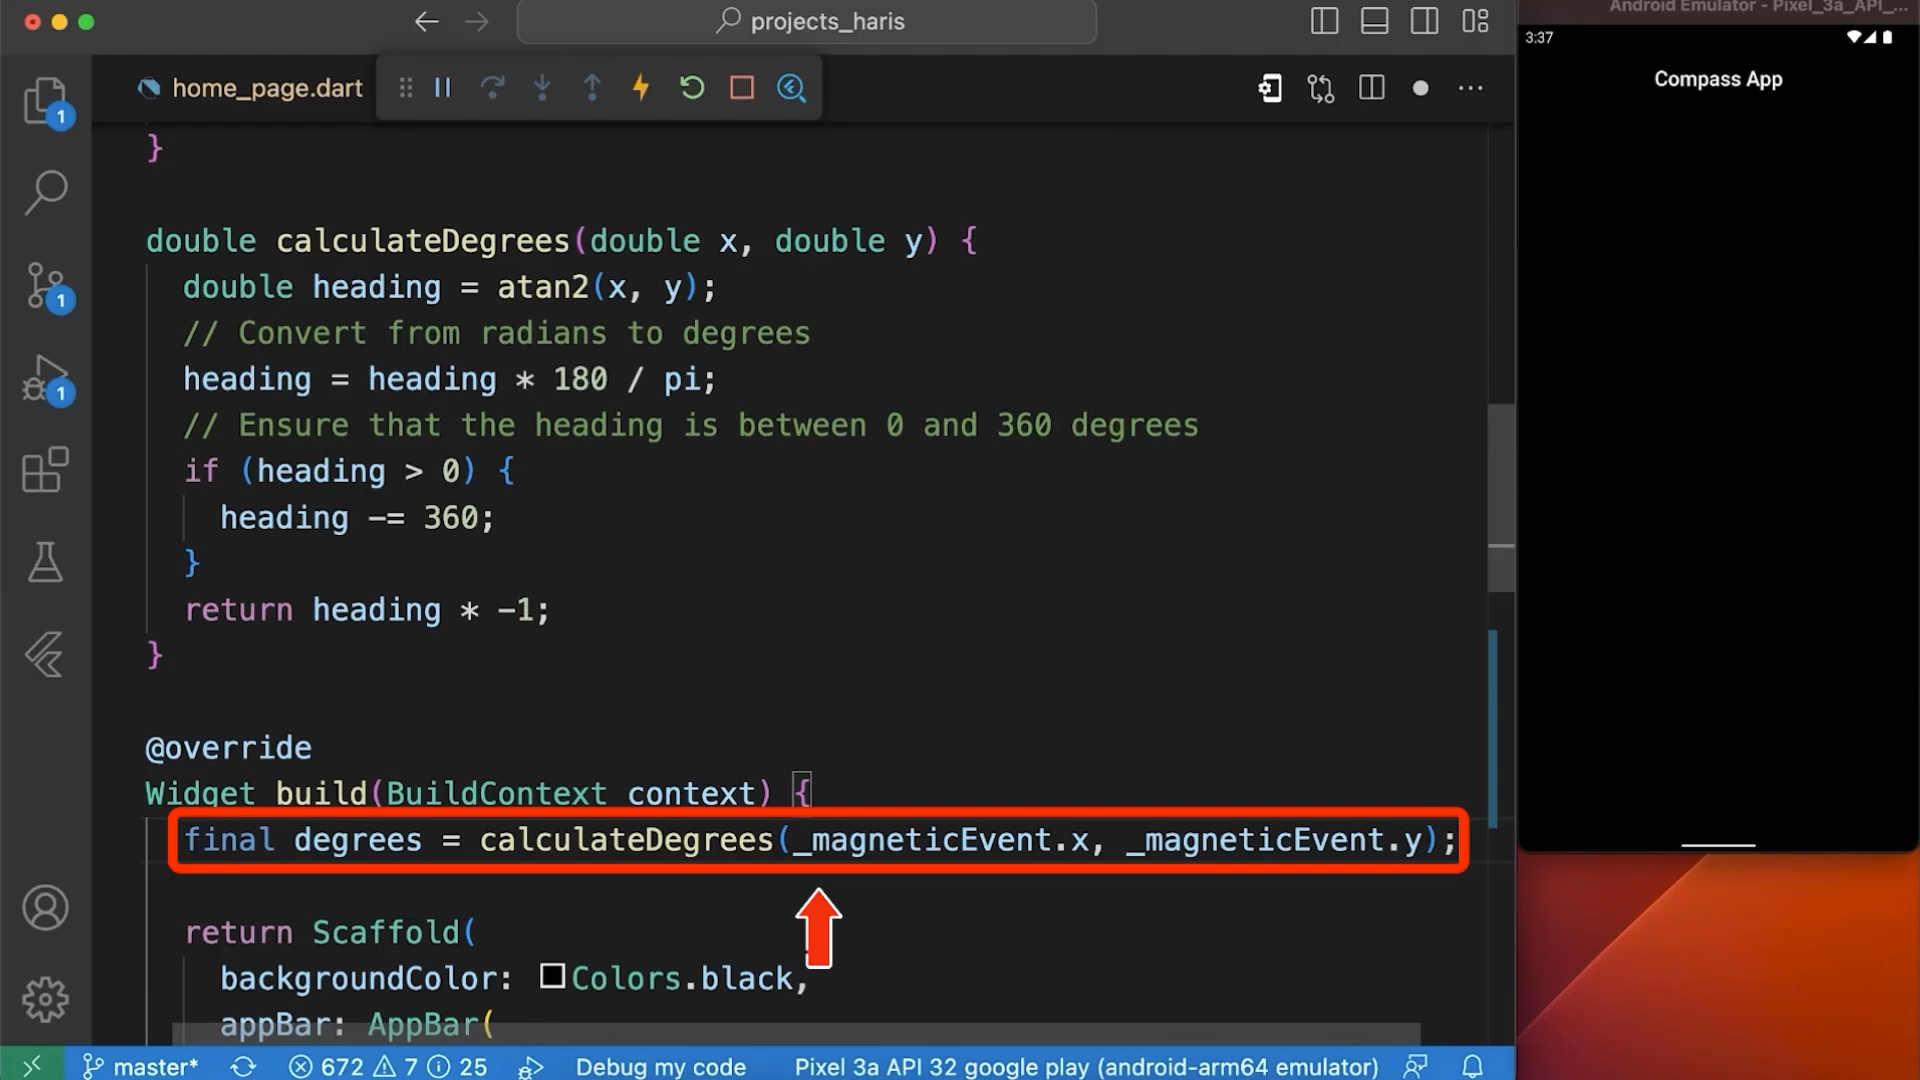 projects_haris
Android Emulator - Pixel_3a_API_...
home_page.dart
3:37
Compass App
1
1
1
}
double calculateDegrees(double x, double y) {
double heading = atan2(x, y);
// Convert from radians to degrees
heading = heading * 180 / pi;
// Ensure that the heading is between 0 and 360 degrees
if (heading > 0) {
heading -= 360;
}
return heading * -1;
}
@override
Widget build(BuildContext context) {
final degrees = calculateDegrees(_magneticEvent.x, _magneticEvent.y);
return Scaffold(
backgroundColor: Colors.black,
appBar: AppBar(
master* 672 7 25 Debug my code Pixel 3a API 32 google play (android-arm64 emulator)